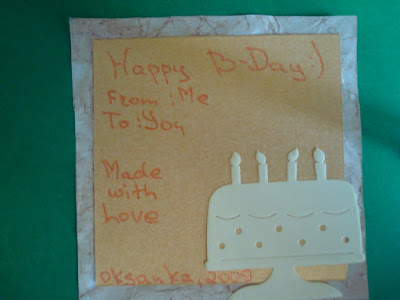 Happy B-Day:)
From :Me
To :You
Made
with
Love
oksanka, 2009